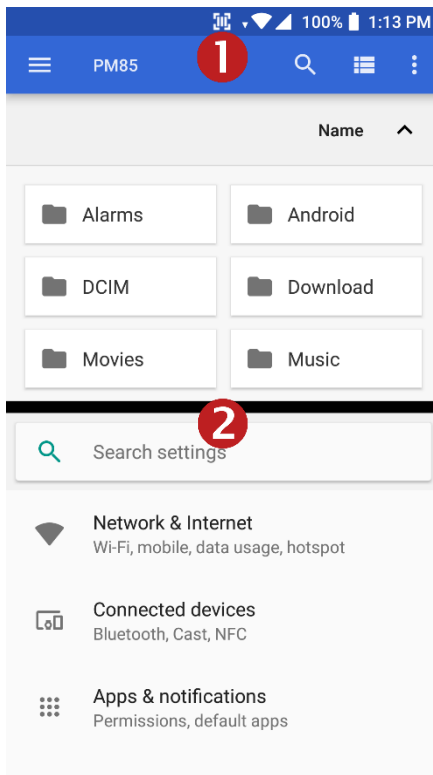 100% 1:13 PM
1
PM85
Name
Alarms Android
DCIM Download
Movies Music
2
Search settings
Network & Internet
Wi-Fi, mobile, data usage, hotspot
Connected devices
Bluetooth, Cast, NFC
Apps & notifications
Permissions, default apps